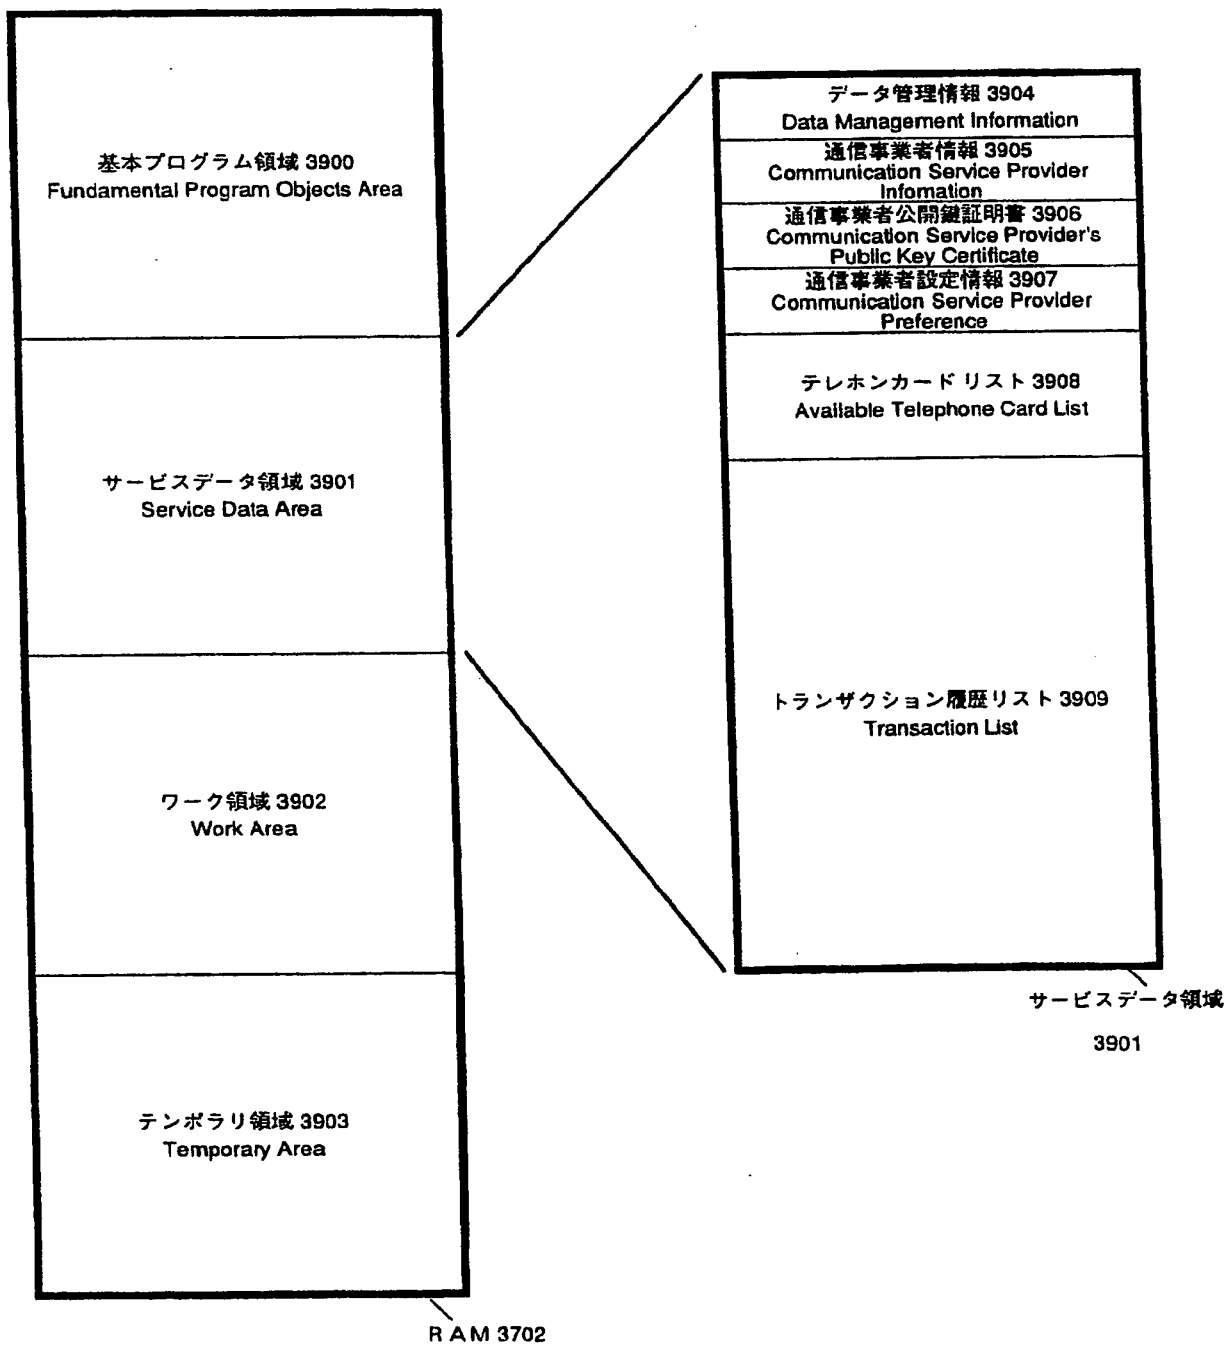 基本プログラム領域 3900
Fundamental Program Objects Area
サービスデータ領域 3901
Service Data Area
ワーク領域 3902
Work Area
テンポラリ領域 3903
Temporary Area
RAM 3702
データ管理情報 3904
Data Management Information
通信事業者情報 3905
Communication Service Provider
Infomation
通信事業者公開鍵証明書 3906
Communication Service Provider's
Public Key Certificate
通信事業者設定情報 3907
Communication Service Provider
Preference
テレホンカード リスト 3908
Available Telephone Card List
トランザクション履歴リスト 3909
Transaction List
サービスデータ領域
3901